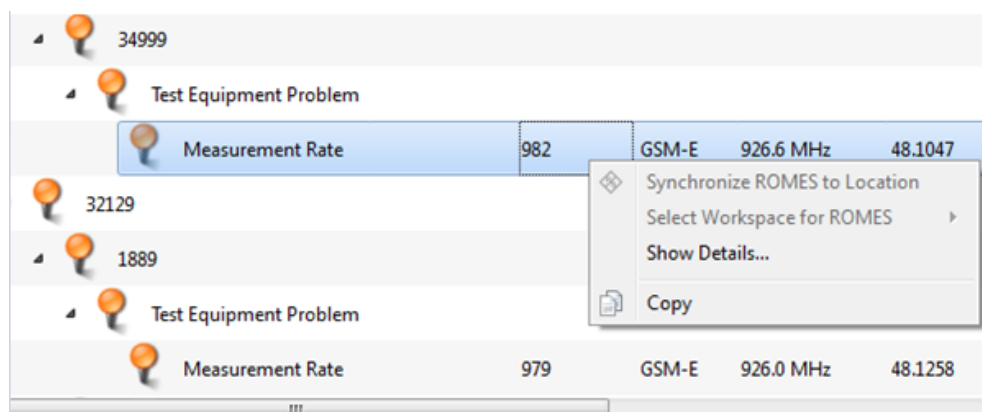 34999
Test Equipment Problem
Measurement Rate 982 GSM-E 926.6 MHz 48.1047
Synchronize ROMES to Location
32129
Select Workspace for ROMES
1889
Show Details...
Test Equipment Problem
Copy
Measurement Rate 979 GSM-E 926.0 MHz 48.1258